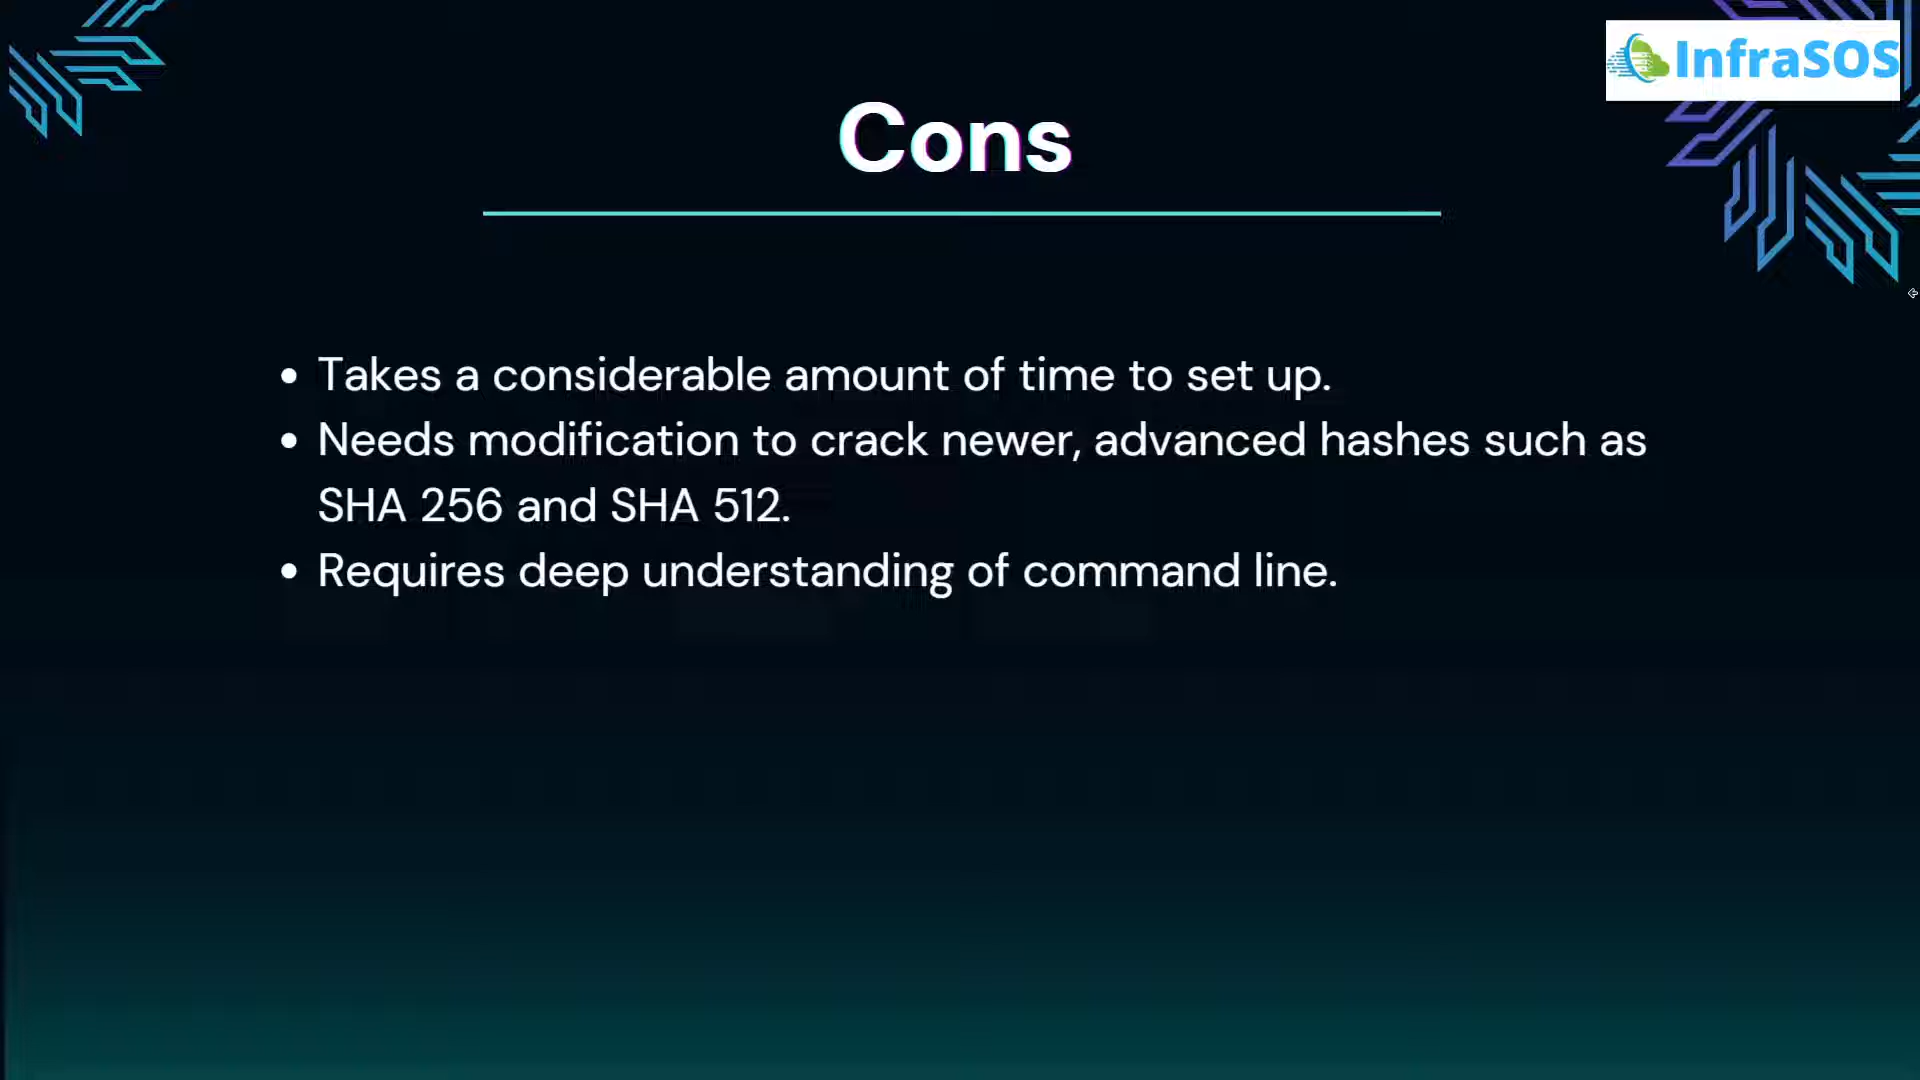 InfraSOS
Cons
• Takes a considerable amount of time to set up.
• Needs modification to crack newer, advanced hashes such as
SHA 256 and SHA 512.
• Requires deep understanding of command line.